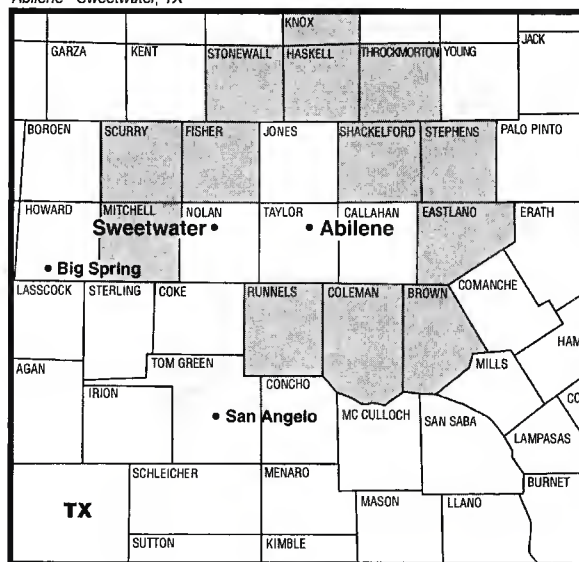 Abilene - Sweetwater, TX
KNOX
JACK
GARZA KENT STONEWALL HASKELL THROCKMORTON YOUNG
BOROEN SCURRY FISHER JONES SHACKELFORD STEPHENS PALO PINTO
HOWARD MITCHELL NOLAN TAYLOR CALLAHAN EASTLANO ERATH
Sweetwater • • Abilene
• Big Spring
COMANCHE
LASSCOCK STERLING COKE RUNNELS COLEMAN BROWN
HAM
AGAN TOM GREEN MILLS
IRION CONCHO CO
• San Angelo MC CULLOCH SAN SABA
LAMPASAS
SCHLEICHER MENARO BURNET
TX MASON LLANO
SUTTON KIMBLE